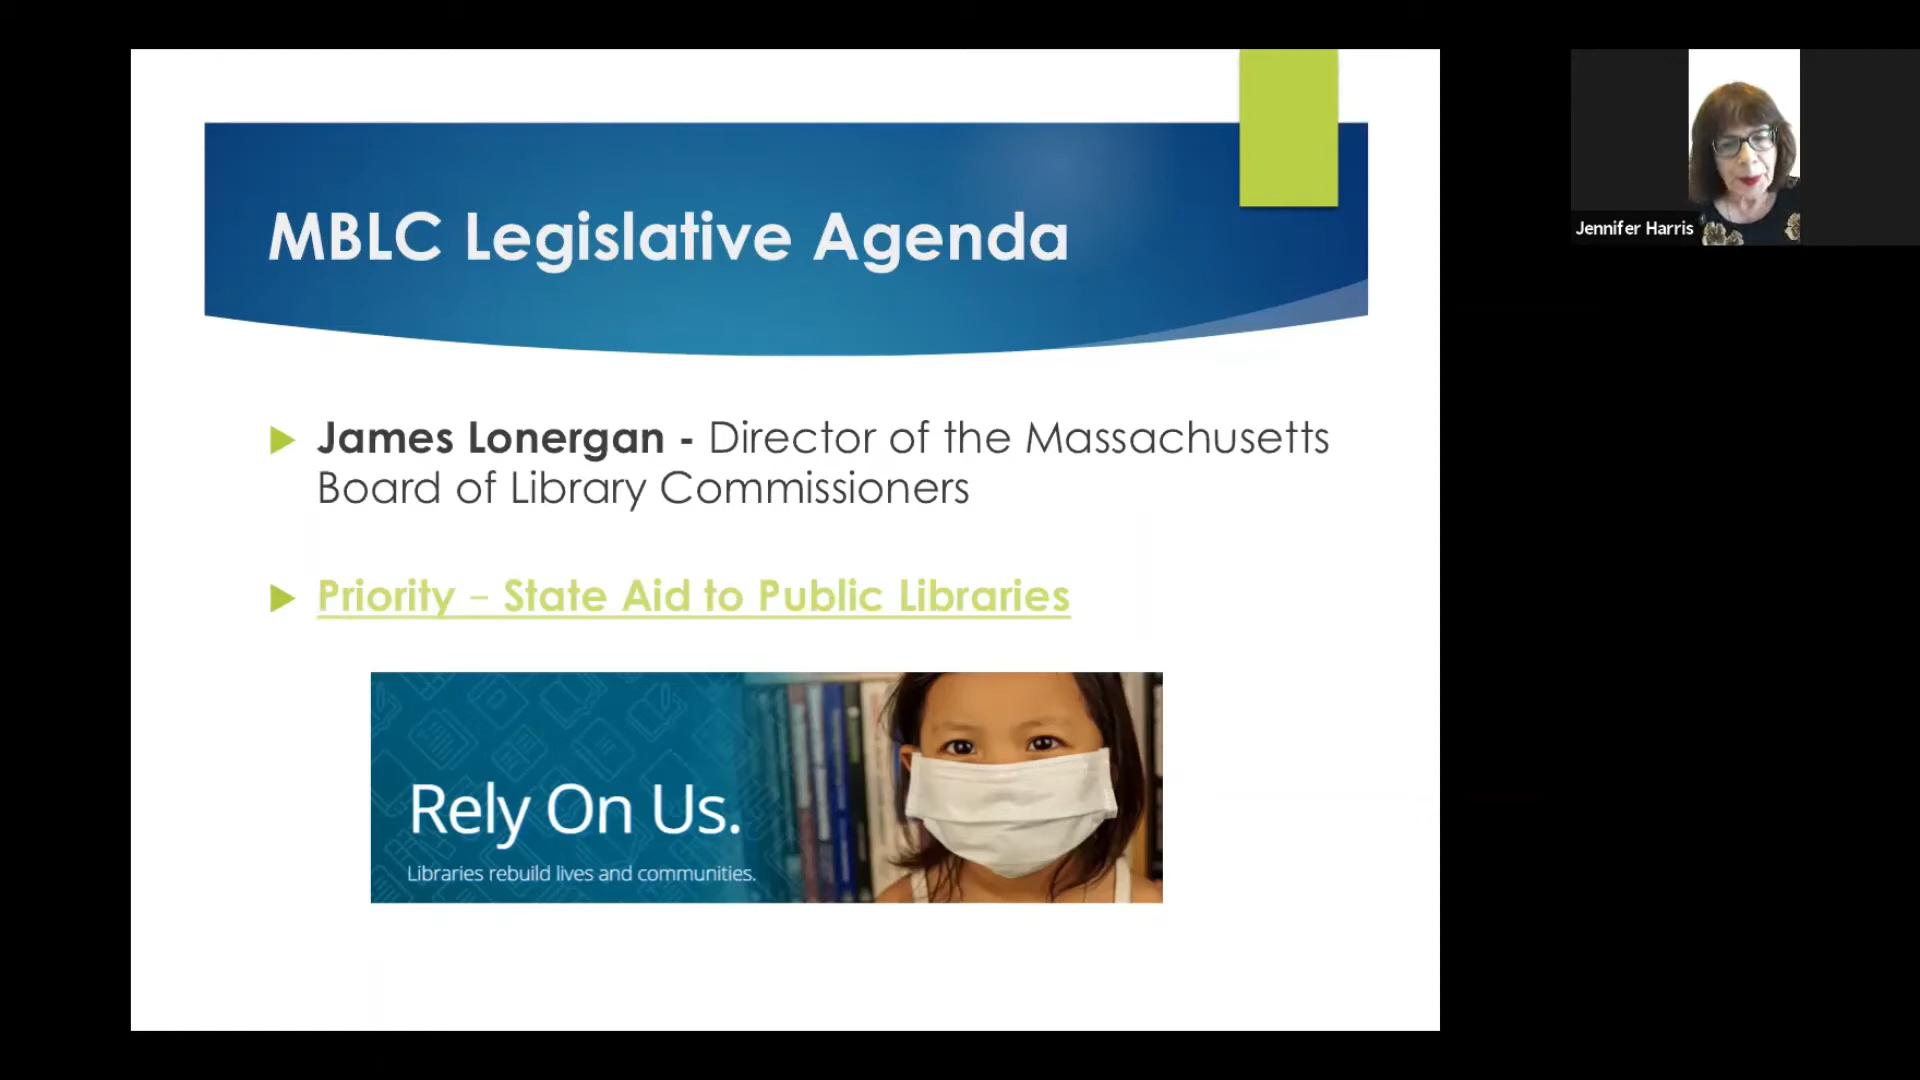 MBLC Legislative Agenda
James Lonergan - Director of the Massachusetts
Board of Library Commissioners
Priority – State Aid to Public Libraries
Rely On Us.
Libraries rebuild lives and communities.
Jennifer Harris